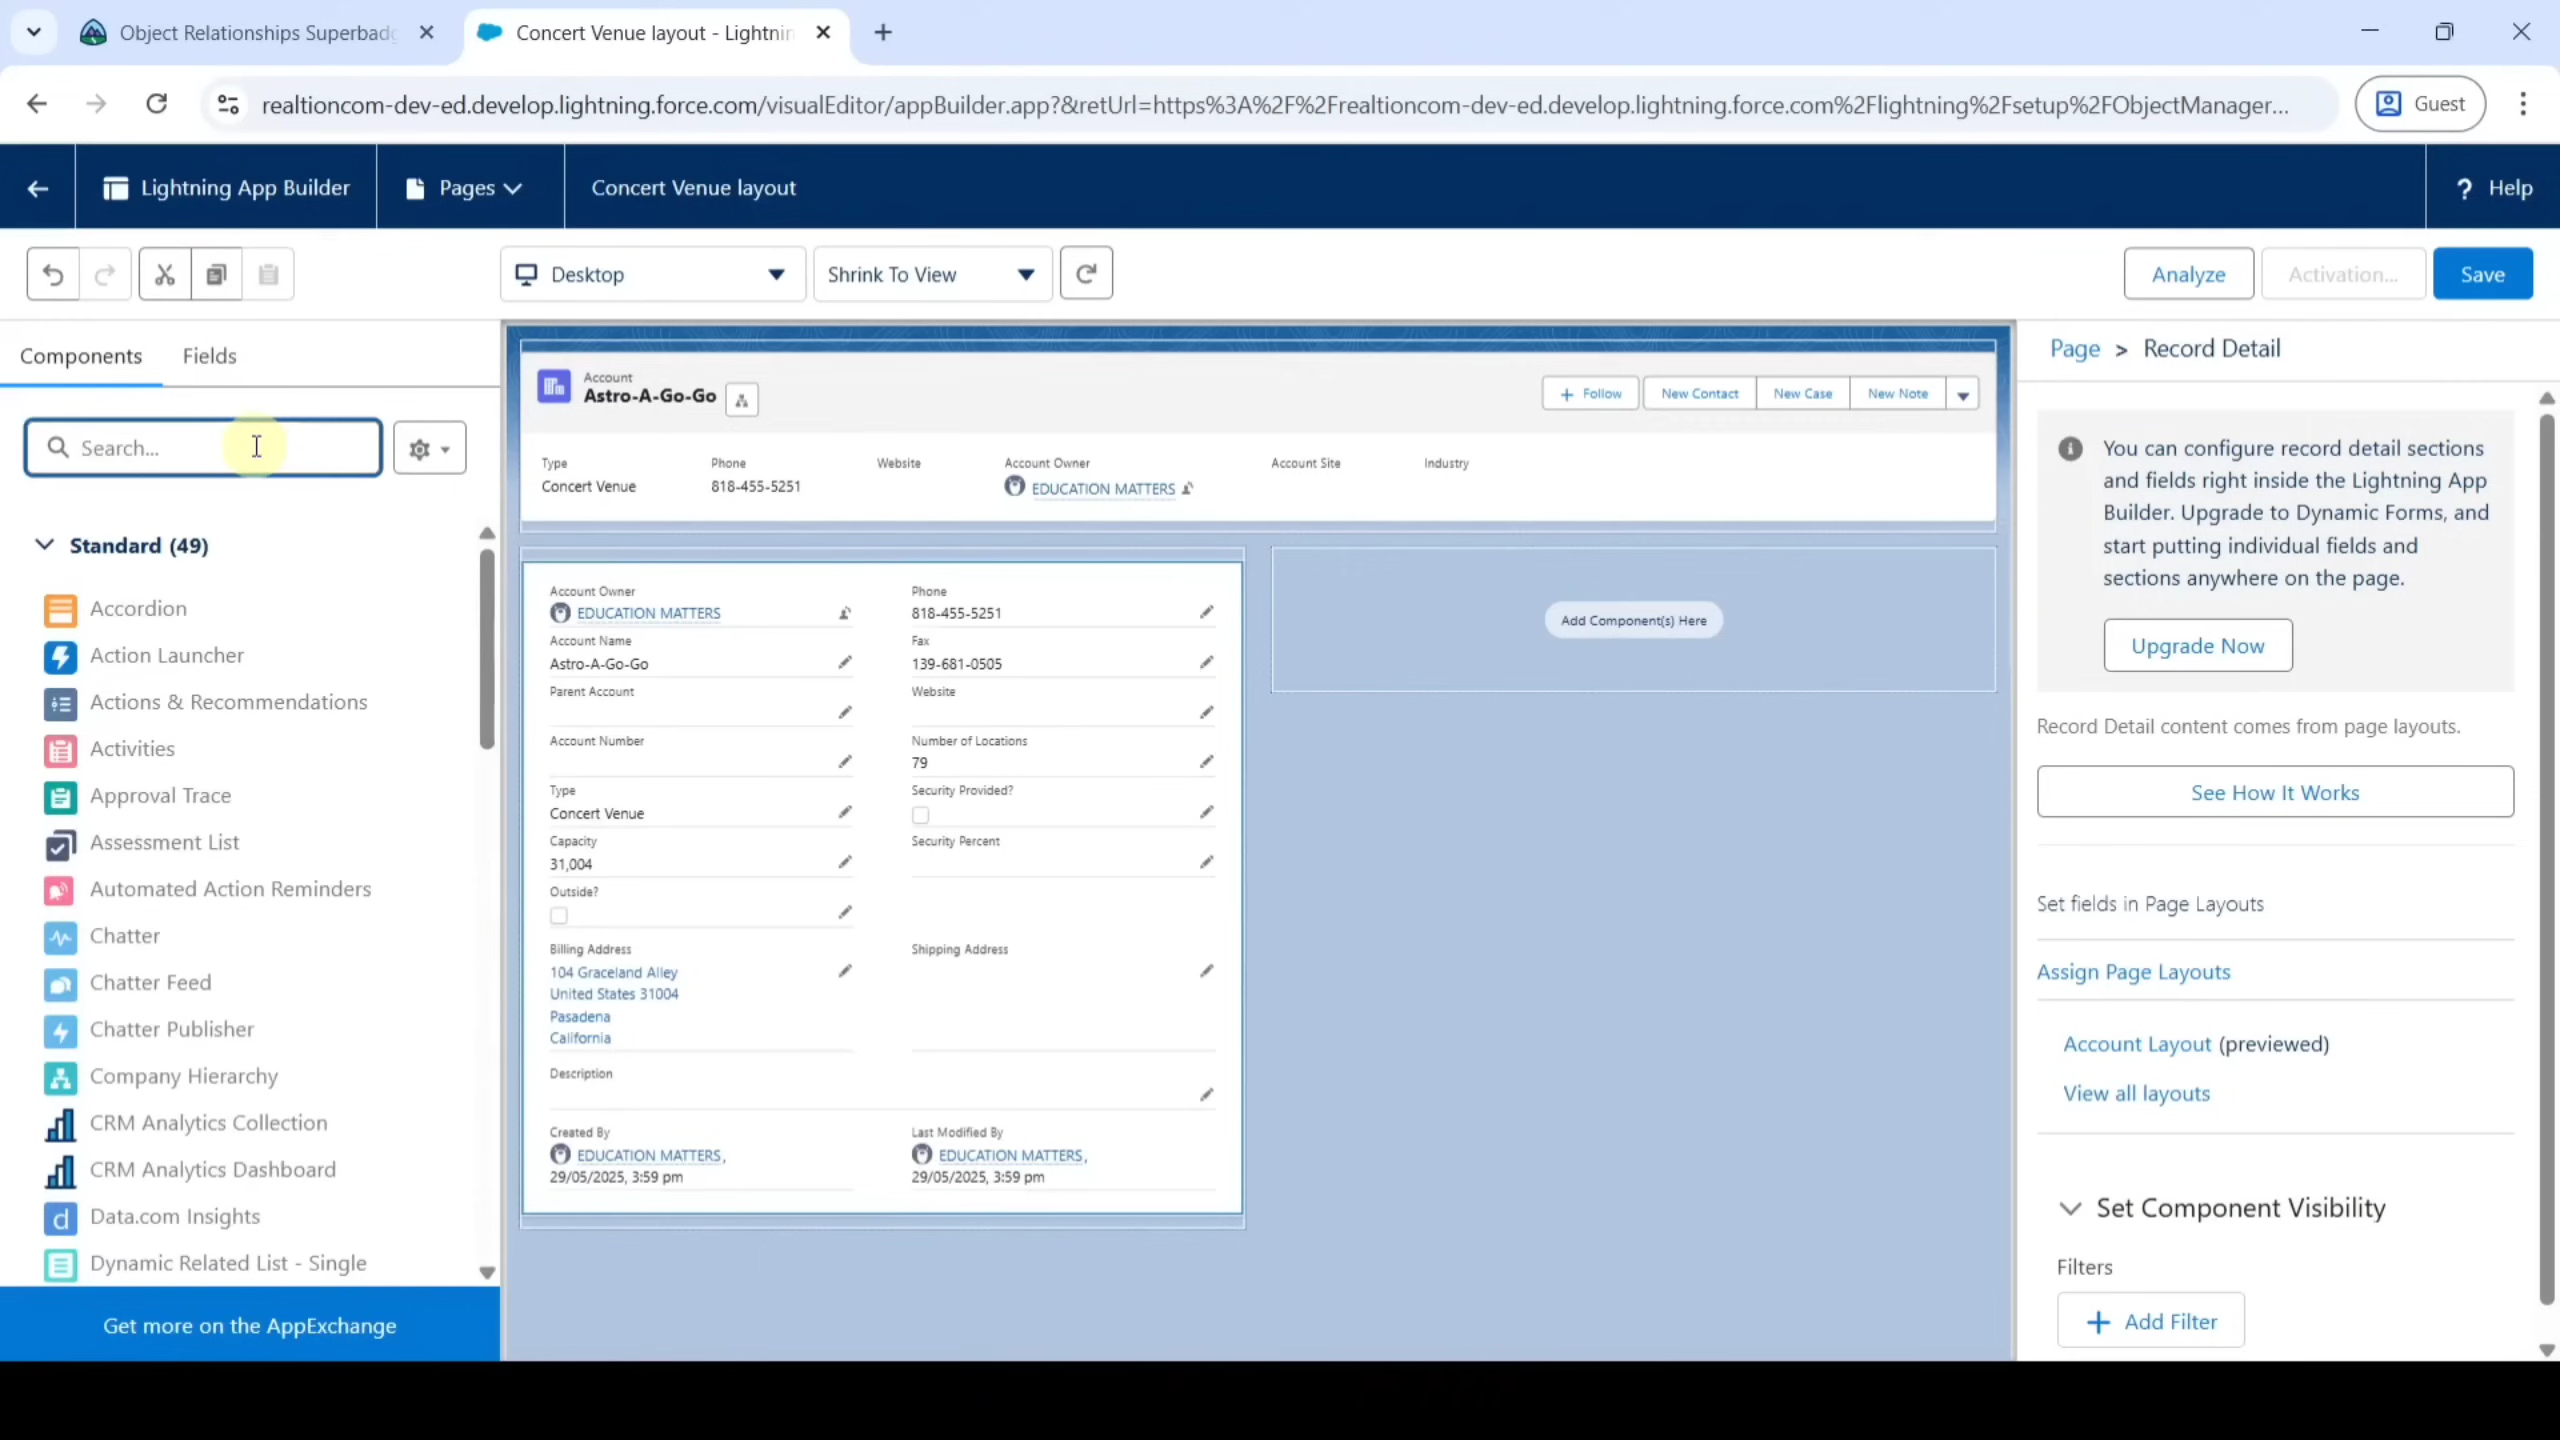 Object Relationships Superbadg
Concert Venue layout - Lightnin
realtioncom-dev-ed.develop.lightning.force.com/visualEditor/appBuilder.app?&retUrl=https%3A%2F%2Frealtioncom-dev-ed.develop.lightning.force.com%2Flightning%2Fsetup%2FObjectManager...
Guest
Lightning App Builder
Pages
Concert Venue layout
? Help
Desktop
Shrink To View
Analyze
Activation...
Save
Components
Fields
Search...
Standard (49)
Accordion
Action Launcher
Actions & Recommendations
Activities
Approval Trace
Assessment List
Automated Action Reminders
Chatter
Chatter Feed
Chatter Publisher
Company Hierarchy
CRM Analytics Collection
CRM Analytics Dashboard
d Data.com Insights
Dynamic Related List - Single
Get more on the AppExchange
Account
Astro-A-Go-Go
+ Follow
New Contact
New Case
New Note
Type
Concert Venue
Phone
818-455-5251
Website
Account Owner
EDUCATION MATTERS
Account Site
Industry
Account Owner
EDUCATION MATTERS
Phone
818-455-5251
Account Name
Astro-A-Go-Go
Fax
139-681-0505
Parent Account
Website
Account Number
Number of Locations
79
Type
Concert Venue
Security Provided?
Capacity
31,004
Security Percent
Outside?
Billing Address
104 Graceland Alley
United States 31004
Pasadena
California
Shipping Address
Description
Created By
EDUCATION MATTERS,
29/05/2025, 3:59 pm
Last Modified By
EDUCATION MATTERS,
29/05/2025, 3:59 pm
Add Component(s) Here
Page > Record Detail
You can configure record detail sections
and fields right inside the Lightning App
Builder. Upgrade to Dynamic Forms, and
start putting individual fields and
sections anywhere on the page.
Upgrade Now
Record Detail content comes from page layouts.
See How It Works
Set fields in Page Layouts
Assign Page Layouts
Account Layout (previewed)
View all layouts
Set Component Visibility
Filters
+ Add Filter